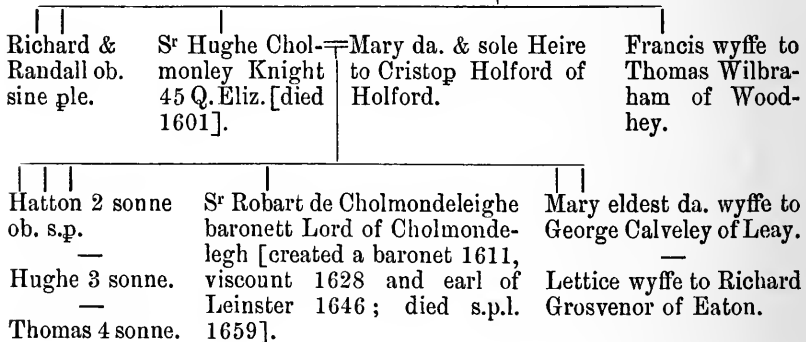 Richard &
Randall ob.
sine ple.
Sʳ Hughe Chol-
monley Knight
45 Q. Eliz. [died
1601].
Mary da. & sole Heire
to Cristop Holford of
Holford.
Francis wyffe to
Thomas Wilbra-
ham of Wood-
hey.
Hatton 2 sonne
ob. s.p.
—
Hughe 3 sonne.
—
Thomas 4 sonne.
Sʳ Robart de Cholmondeleighe
baronett Lord of Cholmonde-
legh [created a baronet 1611,
viscount 1628 and earl of
Leinster 1646; died s.p.l.
1659].
Mary eldest da. wyffe to
George Calveley of Leay.
—
Lettice wyffe to Richard
Grosvenor of Eaton.